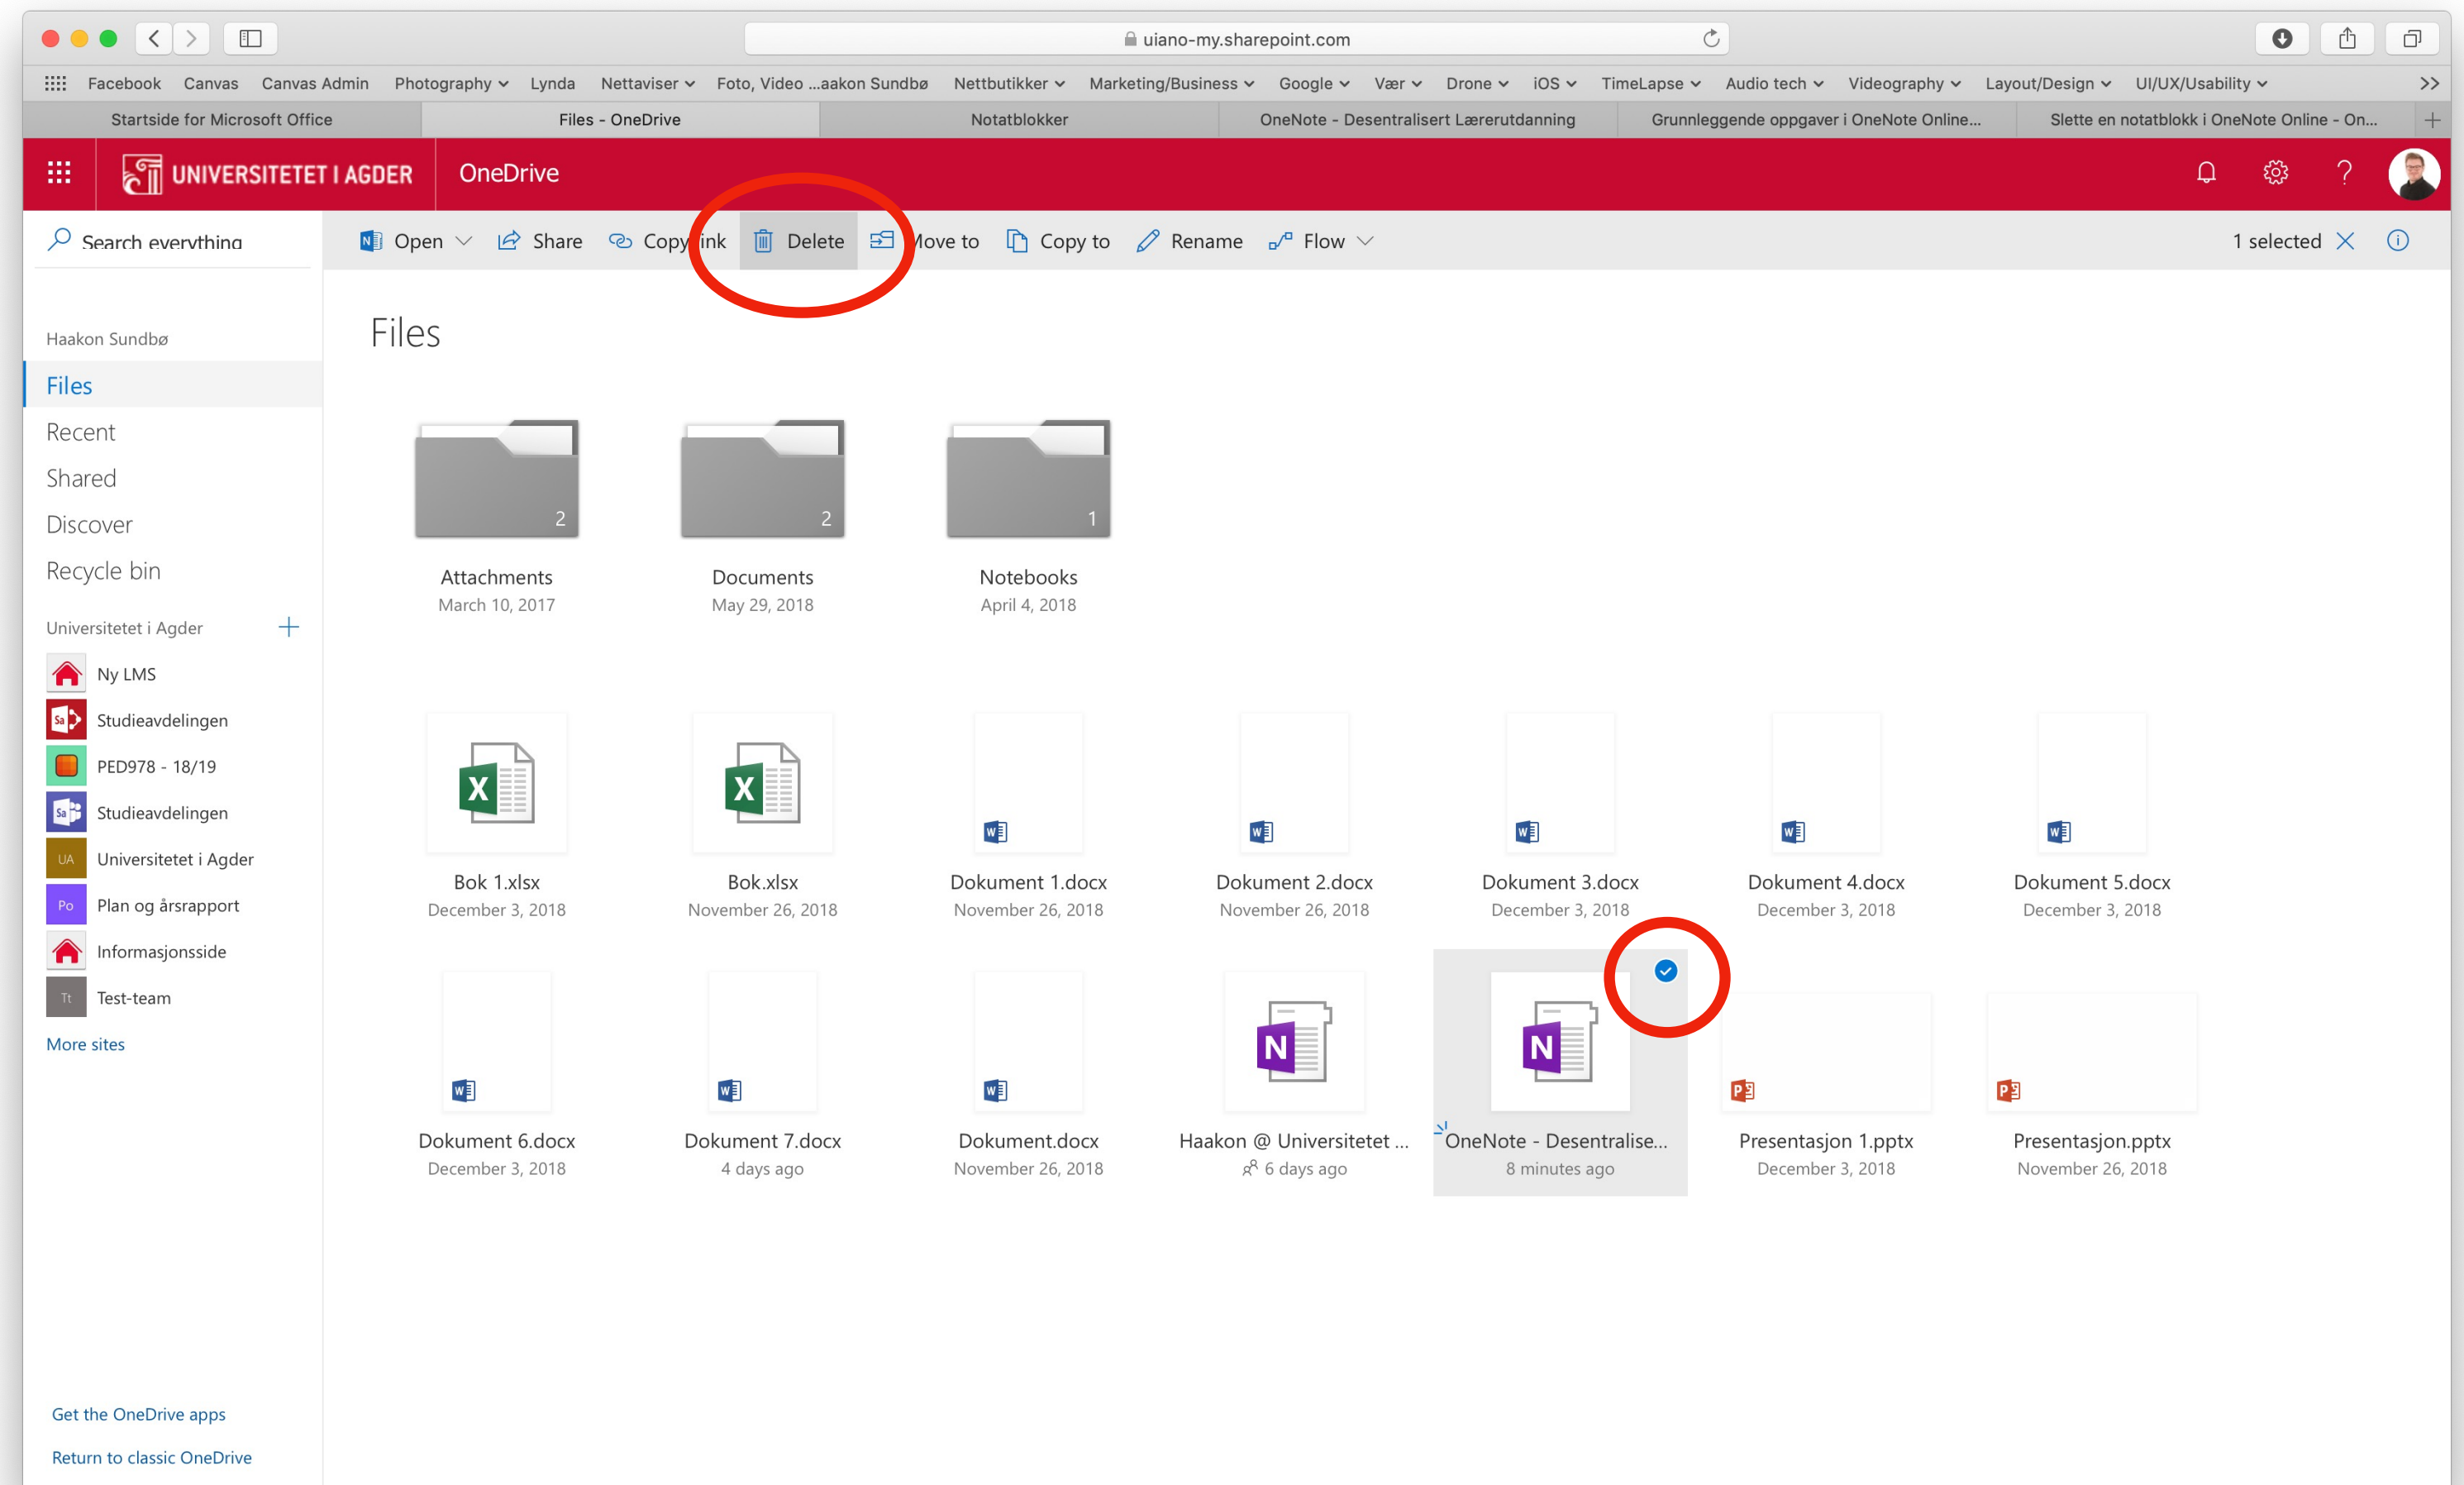 uiano-my.sharepoint.com
Facebook Canvas Canvas Admin Photography Lynda Nettaviser Foto, Video ...aakon Sundbø Nettbutikker Marketing/Business Google Vær Drone iOS TimeLapse Audio tech Videography Layout/Design UI/UX/Usability >>
Startside for Microsoft Office Files - OneDrive Notatblokker OneNote - Desentralisert Lærerutdanning Grunnleggende oppgaver i OneNote Online... Slette en notatblokk i OneNote Online - On... +
UNIVERSITETET I AGDER OneDrive ?
Search everything
Open Share Copy ink Delete Move to Copy to Rename Flow 1 selected
Haakon Sundbø
Files
Recent
Shared
Discover
Recycle bin
Universitetet i Agder
Ny LMS
Sa Studieavdelingen
PED978 - 18/19
Sa Studieavdelingen
UA Universitetet i Agder
Po Plan og årsrapport
Informasjonsside
Tt Test-team
More sites
Get the OneDrive apps
Return to classic OneDrive
Files
2 2 1
Attachments Documents Notebooks
March 10, 2017 May 29, 2018 April 4, 2018
Bok 1.xlsx Bok.xlsx Dokument 1.docx Dokument 2.docx Dokument 3.docx Dokument 4.docx Dokument 5.docx
December 3, 2018 November 26, 2018 November 26, 2018 November 26, 2018 December 3, 2018 December 3, 2018 December 3, 2018
Dokument 6.docx Dokument 7.docx Dokument.docx Haakon @ Universitetet ... OneNote - Desentralise... Presentasjon 1.pptx Presentasjon.pptx
December 3, 2018 4 days ago November 26, 2018 6 days ago 8 minutes ago December 3, 2018 November 26, 2018